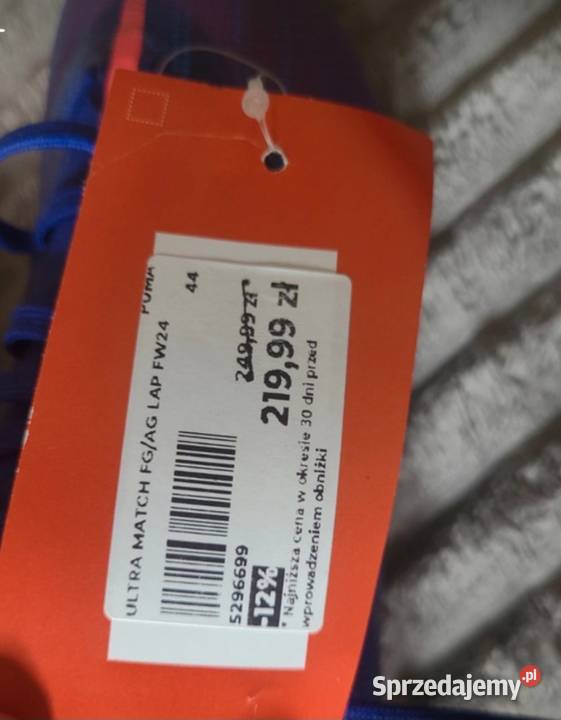 ULTRA MATCH FG/AG LAP FW24
PUMA
44
249,99 zł*
219,99 zł
5296699
-12%
* Najniższa cena w okresie 30 dni przed
wprowadzeniem obniżki
Sprzedajemy.pl